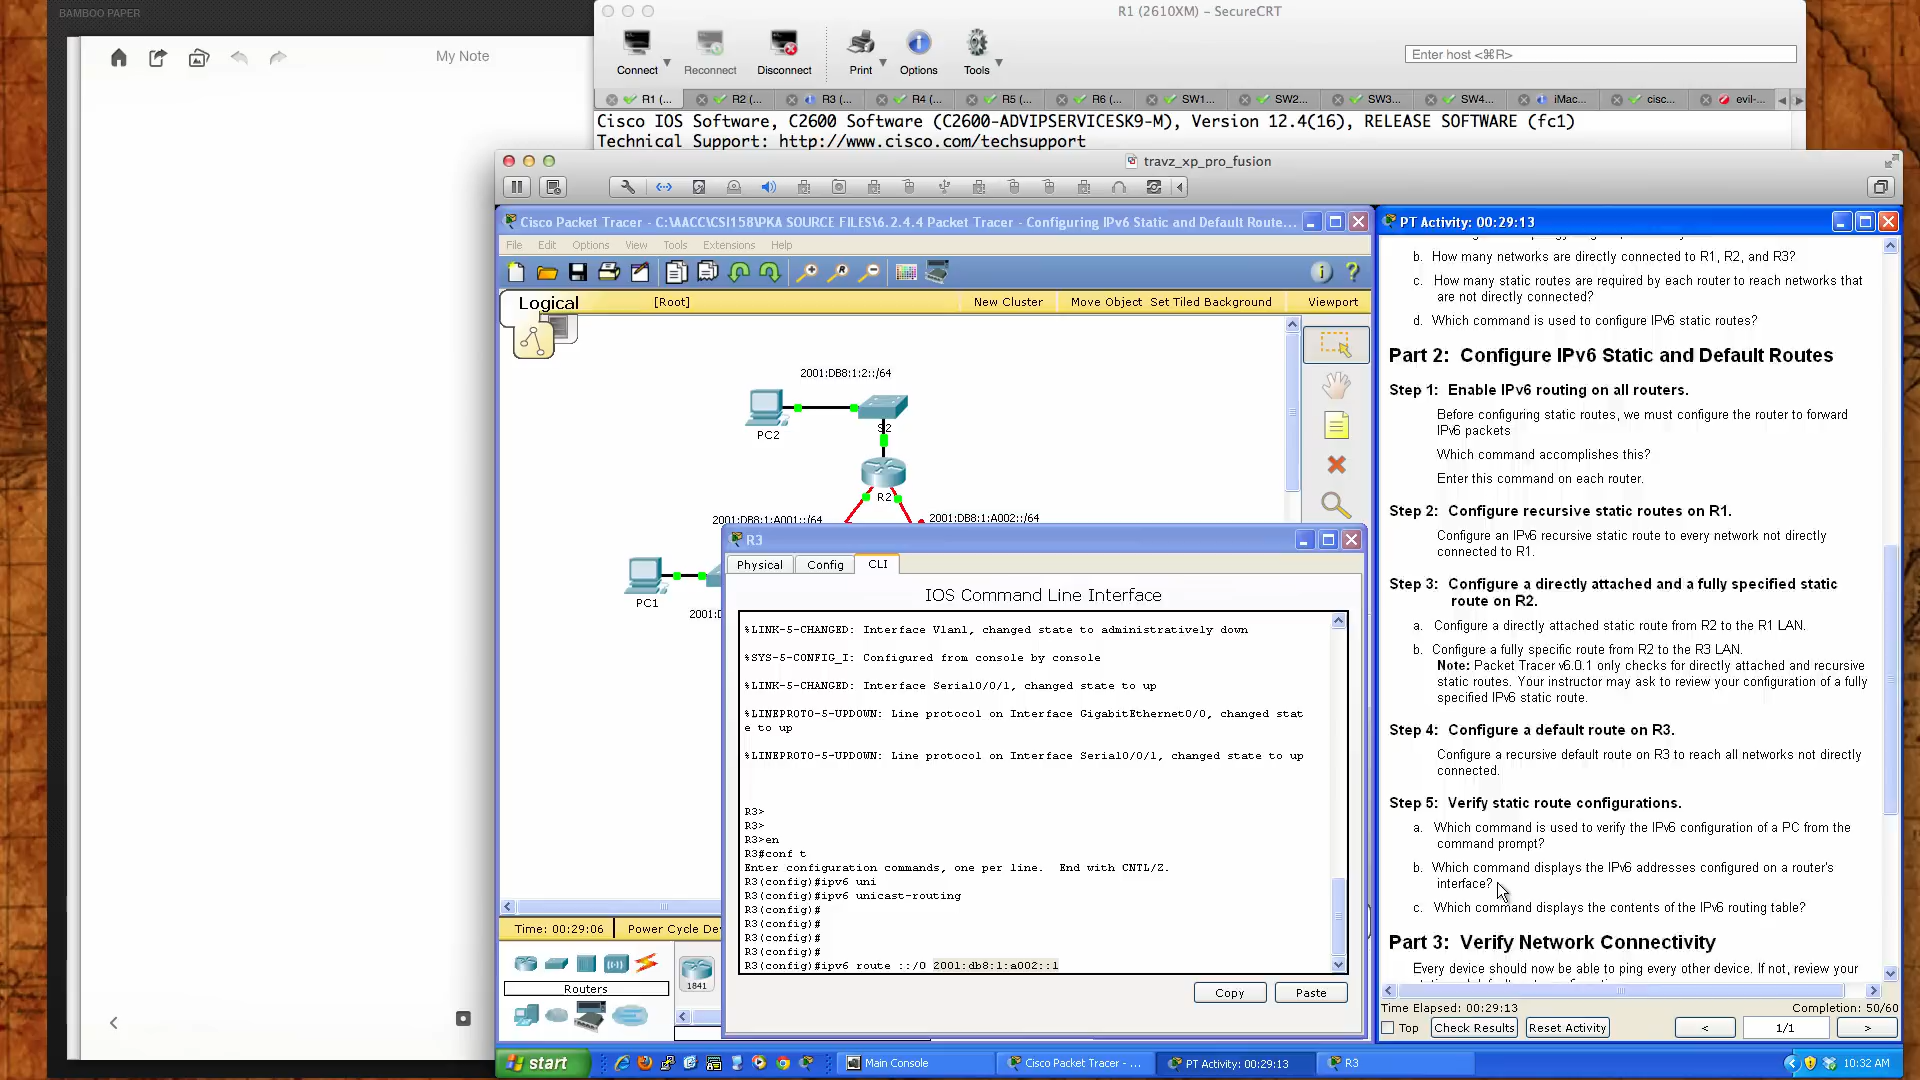 BAMBOO PAPER
My Note
R1 (2610XM) – SecureCRT
Connect
Reconnect
Disconnect
Print
Options
Tools
Enter host <⌘R>
R1 (...
R2 (...
R3 (...
R4 (...
R5 (...
R6 (...
SW1...
SW2...
SW3...
SW4...
iMac...
cisc...
evil-...
Cisco IOS Software, C2600 Software (C2600-ADVIPSERVICESK9-M), Version 12.4(16), RELEASE SOFTWARE (fc1)
Technical Support: http://www.cisco.com/techsupport
travz_xp_pro_fusion
Cisco Packet Tracer - C:\AACC\CSI158\PKA SOURCE FILES\6.2.4.4 Packet Tracer - Configuring IPv6 Static and Default Route...
File Edit Options View Tools Extensions Help
Logical
[Root]
New Cluster
Move Object
Set Tiled Background
Viewport
2001:DB8:1:2::/64
PC2
S2
R2
2001:DB8:1:A001::/64
2001:DB8:1:A002::/64
PC1
2001:
R3
Physical
Config
CLI
IOS Command Line Interface
%LINK-5-CHANGED: Interface Vlan1, changed state to administratively down
%SYS-5-CONFIG_I: Configured from console by console
%LINK-5-CHANGED: Interface Serial0/0/1, changed state to up
%LINEPROTO-5-UPDOWN: Line protocol on Interface GigabitEthernet0/0, changed stat
e to up
%LINEPROTO-5-UPDOWN: Line protocol on Interface Serial0/0/1, changed state to up
R3>
R3>
R3>en
R3#conf t
Enter configuration commands, one per line.  End with CNTL/Z.
R3(config)#ipv6 uni
R3(config)#ipv6 unicast-routing
R3(config)#
R3(config)#
R3(config)#
R3(config)#
R3(config)#ipv6 route ::/0 2001:db8:1:a002::1
Copy
Paste
Time: 00:29:06
Power Cycle De
Routers
1841
PT Activity: 00:29:13
b. How many networks are directly connected to R1, R2, and R3?
c. How many static routes are required by each router to reach networks that
are not directly connected?
d. Which command is used to configure IPv6 static routes?
Part 2: Configure IPv6 Static and Default Routes
Step 1: Enable IPv6 routing on all routers.
Before configuring static routes, we must configure the router to forward
IPv6 packets
Which command accomplishes this?
Enter this command on each router.
Step 2: Configure recursive static routes on R1.
Configure an IPv6 recursive static route to every network not directly
connected to R1.
Step 3: Configure a directly attached and a fully specified static
route on R2.
a. Configure a directly attached static route from R2 to the R1 LAN.
b. Configure a fully specific route from R2 to the R3 LAN.
Note: Packet Tracer v6.0.1 only checks for directly attached and recursive
static routes. Your instructor may ask to review your configuration of a fully
specified IPv6 static route.
Step 4: Configure a default route on R3.
Configure a recursive default route on R3 to reach all networks not directly
connected.
Step 5: Verify static route configurations.
a. Which command is used to verify the IPv6 configuration of a PC from the
command prompt?
b. Which command displays the IPv6 addresses configured on a router's
interface?
c. Which command displays the contents of the IPv6 routing table?
Part 3: Verify Network Connectivity
Every device should now be able to ping every other device. If not, review your
Time Elapsed: 00:29:13
Completion: 50/60
Top
Check Results
Reset Activity
<
1/1
>
start
Main Console
Cisco Packet Tracer - ...
PT Activity: 00:29:13
R3
10:32 AM